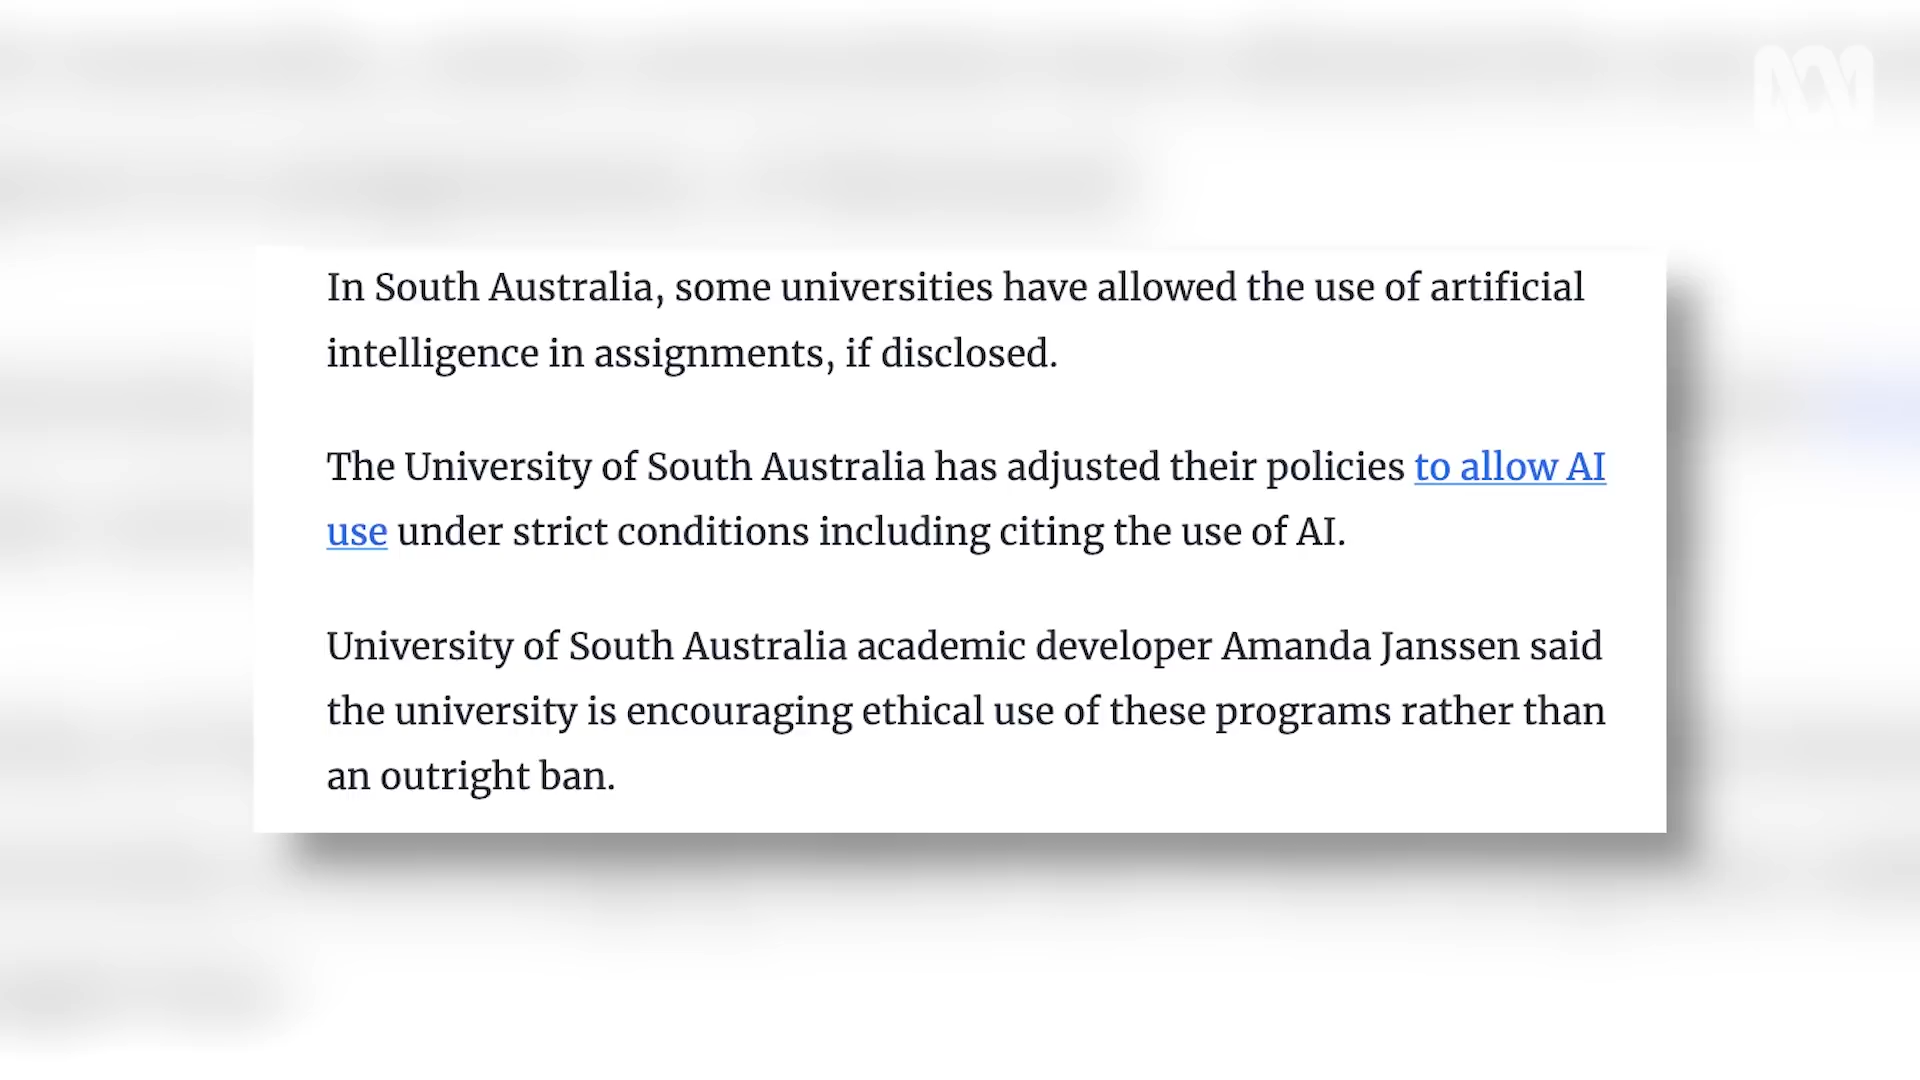 In South Australia, some universities have allowed the use of artificial
intelligence in assignments, if disclosed.
The University of South Australia has adjusted their policies to allow AI
use under strict conditions including citing the use of AI.
University of South Australia academic developer Amanda Janssen said
the university is encouraging ethical use of these programs rather than
an outright ban.